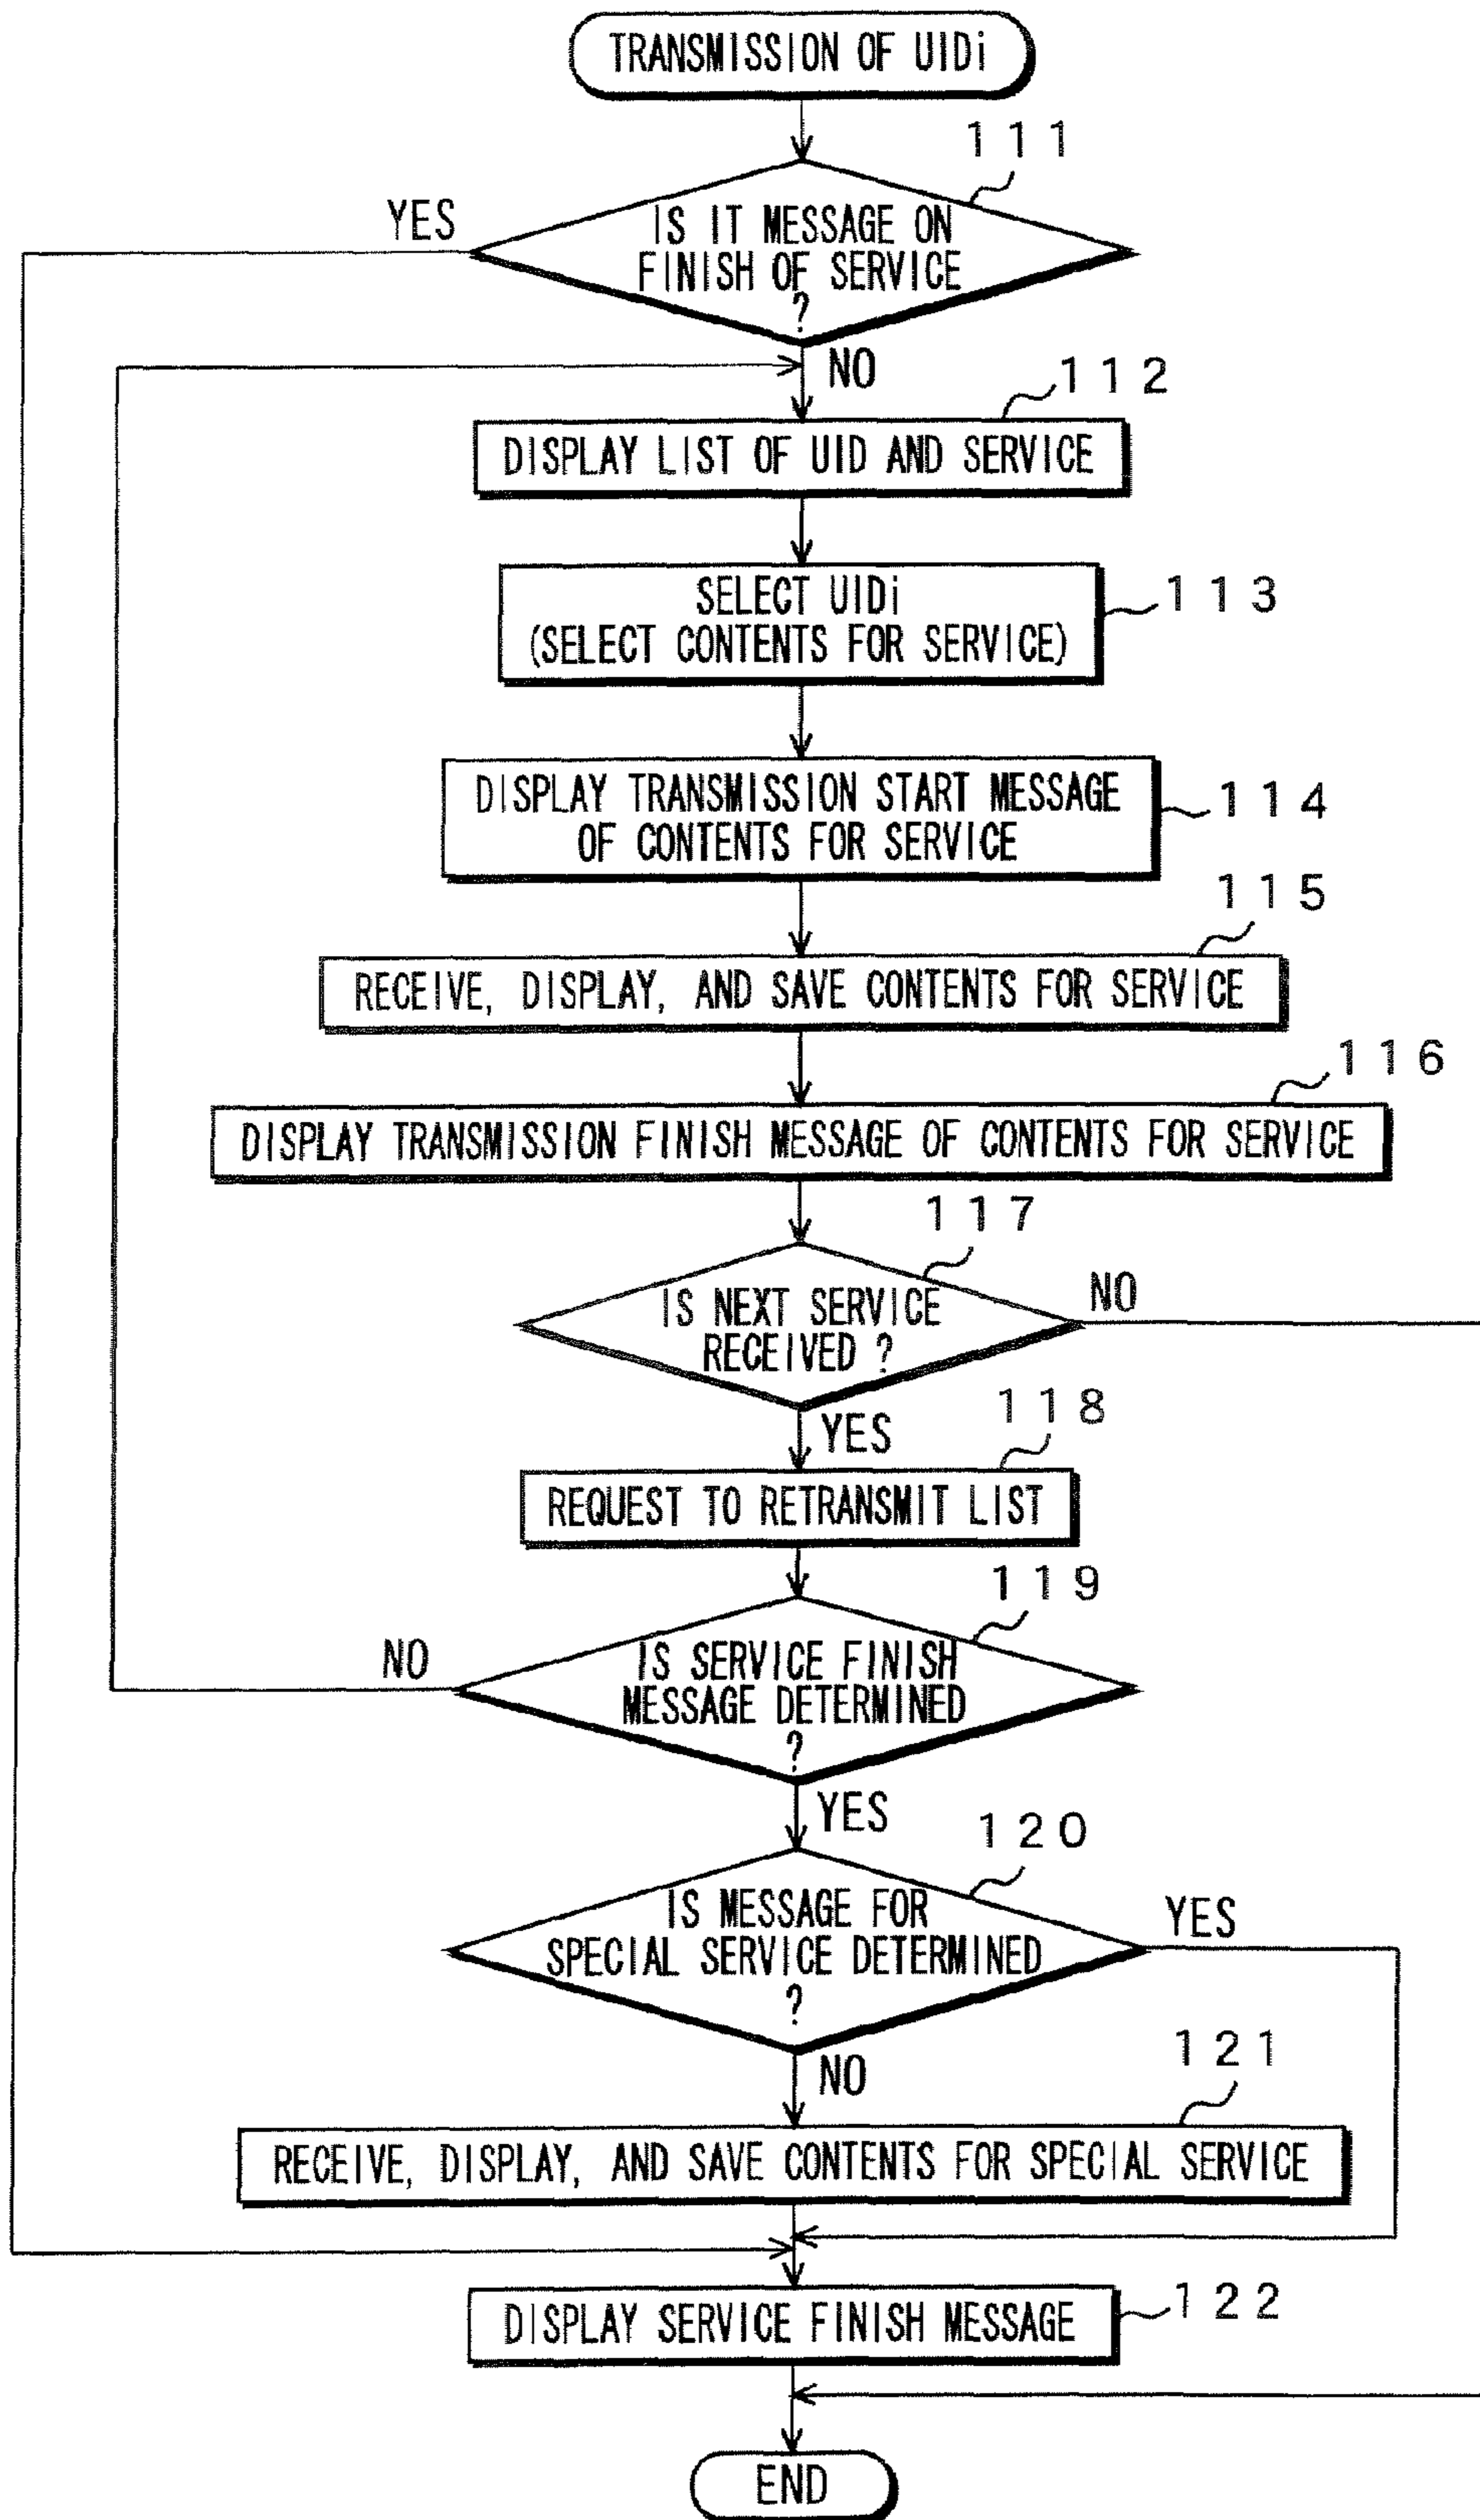 TRANSMISSION OF UIDi
111
YES
IS IT MESSAGE ON
FINISH OF SERVICE
?
NO
112
DISPLAY LIST OF UID AND SERVICE
SELECT UIDi
(SELECT CONTENTS FOR SERVICE)
113
DISPLAY TRANSMISSION START MESSAGE
OF CONTENTS FOR SERVICE
114
115
RECEIVE, DISPLAY, AND SAVE CONTENTS FOR SERVICE
116
DISPLAY TRANSMISSION FINISH MESSAGE OF CONTENTS FOR SERVICE
117
IS NEXT SERVICE
RECEIVED ?
NO
YES
118
REQUEST TO RETRANSMIT LIST
119
NO
IS SERVICE FINISH
MESSAGE DETERMINED
?
YES
120
IS MESSAGE FOR
SPECIAL SERVICE DETERMINED
?
YES
NO
121
RECEIVE, DISPLAY, AND SAVE CONTENTS FOR SPECIAL SERVICE
DISPLAY SERVICE FINISH MESSAGE
122
END